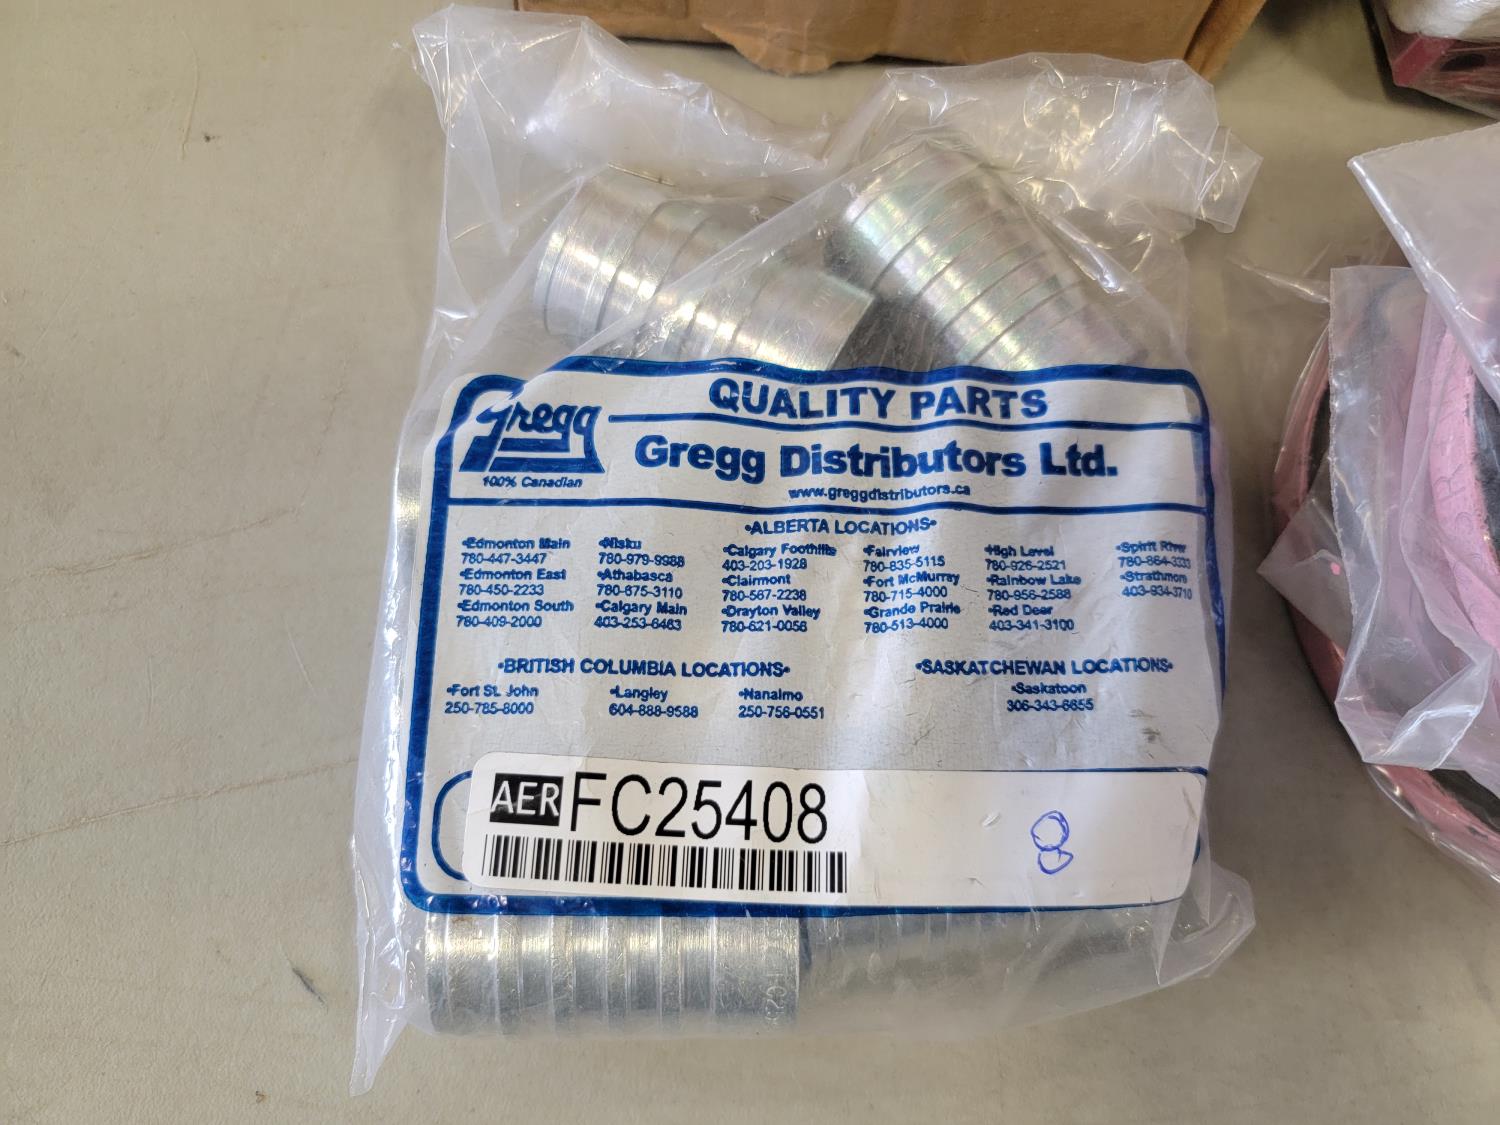 QUALITY PARTS
Gregg
100% Canadian
Gregg Distributors Ltd.
www.greggdistributors.ca
•ALBERTA LOCATIONS•
•Edmonton Main
780-447-3447
•Edmonton East
780-450-2233
•Edmonton South
780-409-2000
•Nisku
780-979-9988
•Athabasca
780-675-3110
•Calgary Main
403-253-6463
•Calgary Foothills
403-203-1928
•Clairmont
780-567-2238
•Drayton Valley
780-621-0056
•Fairview
780-835-5115
•Fort McMurray
780-715-4000
•Grande Prairie
780-513-4000
•High Level
780-926-2521
•Rainbow Lake
780-956-2588
•Red Deer
403-341-3100
•Spirit River
780-864-3333
•Strathmore
403-934-3710
•BRITISH COLUMBIA LOCATIONS•
•Fort St. John
250-785-8000
•Langley
604-888-9588
•Nanaimo
250-756-0551
•SASKATCHEWAN LOCATIONS•
•Saskatoon
306-343-6655
AER FC25408
8